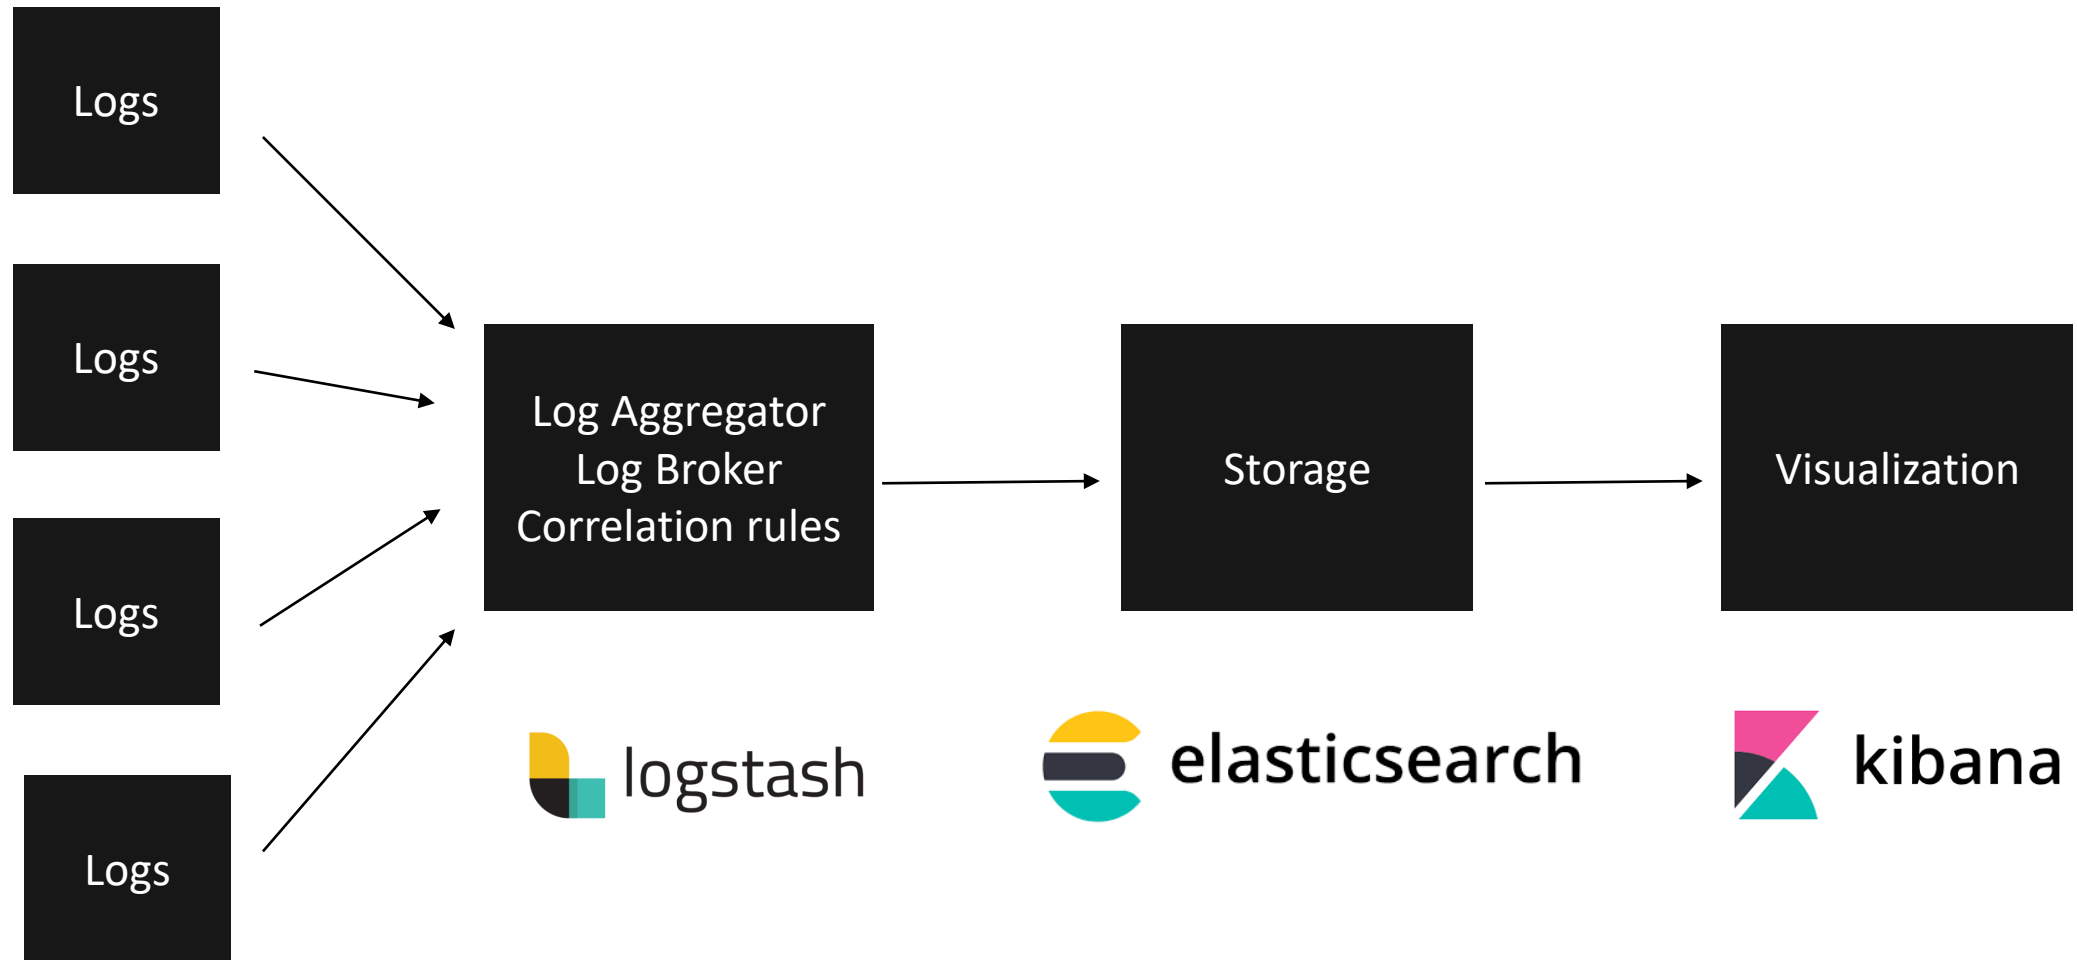 Logs
Logs
Logs
Logs
Log Aggregator
Log Broker
Correlation rules
Storage
Visualization
logstash
elasticsearch
kibana